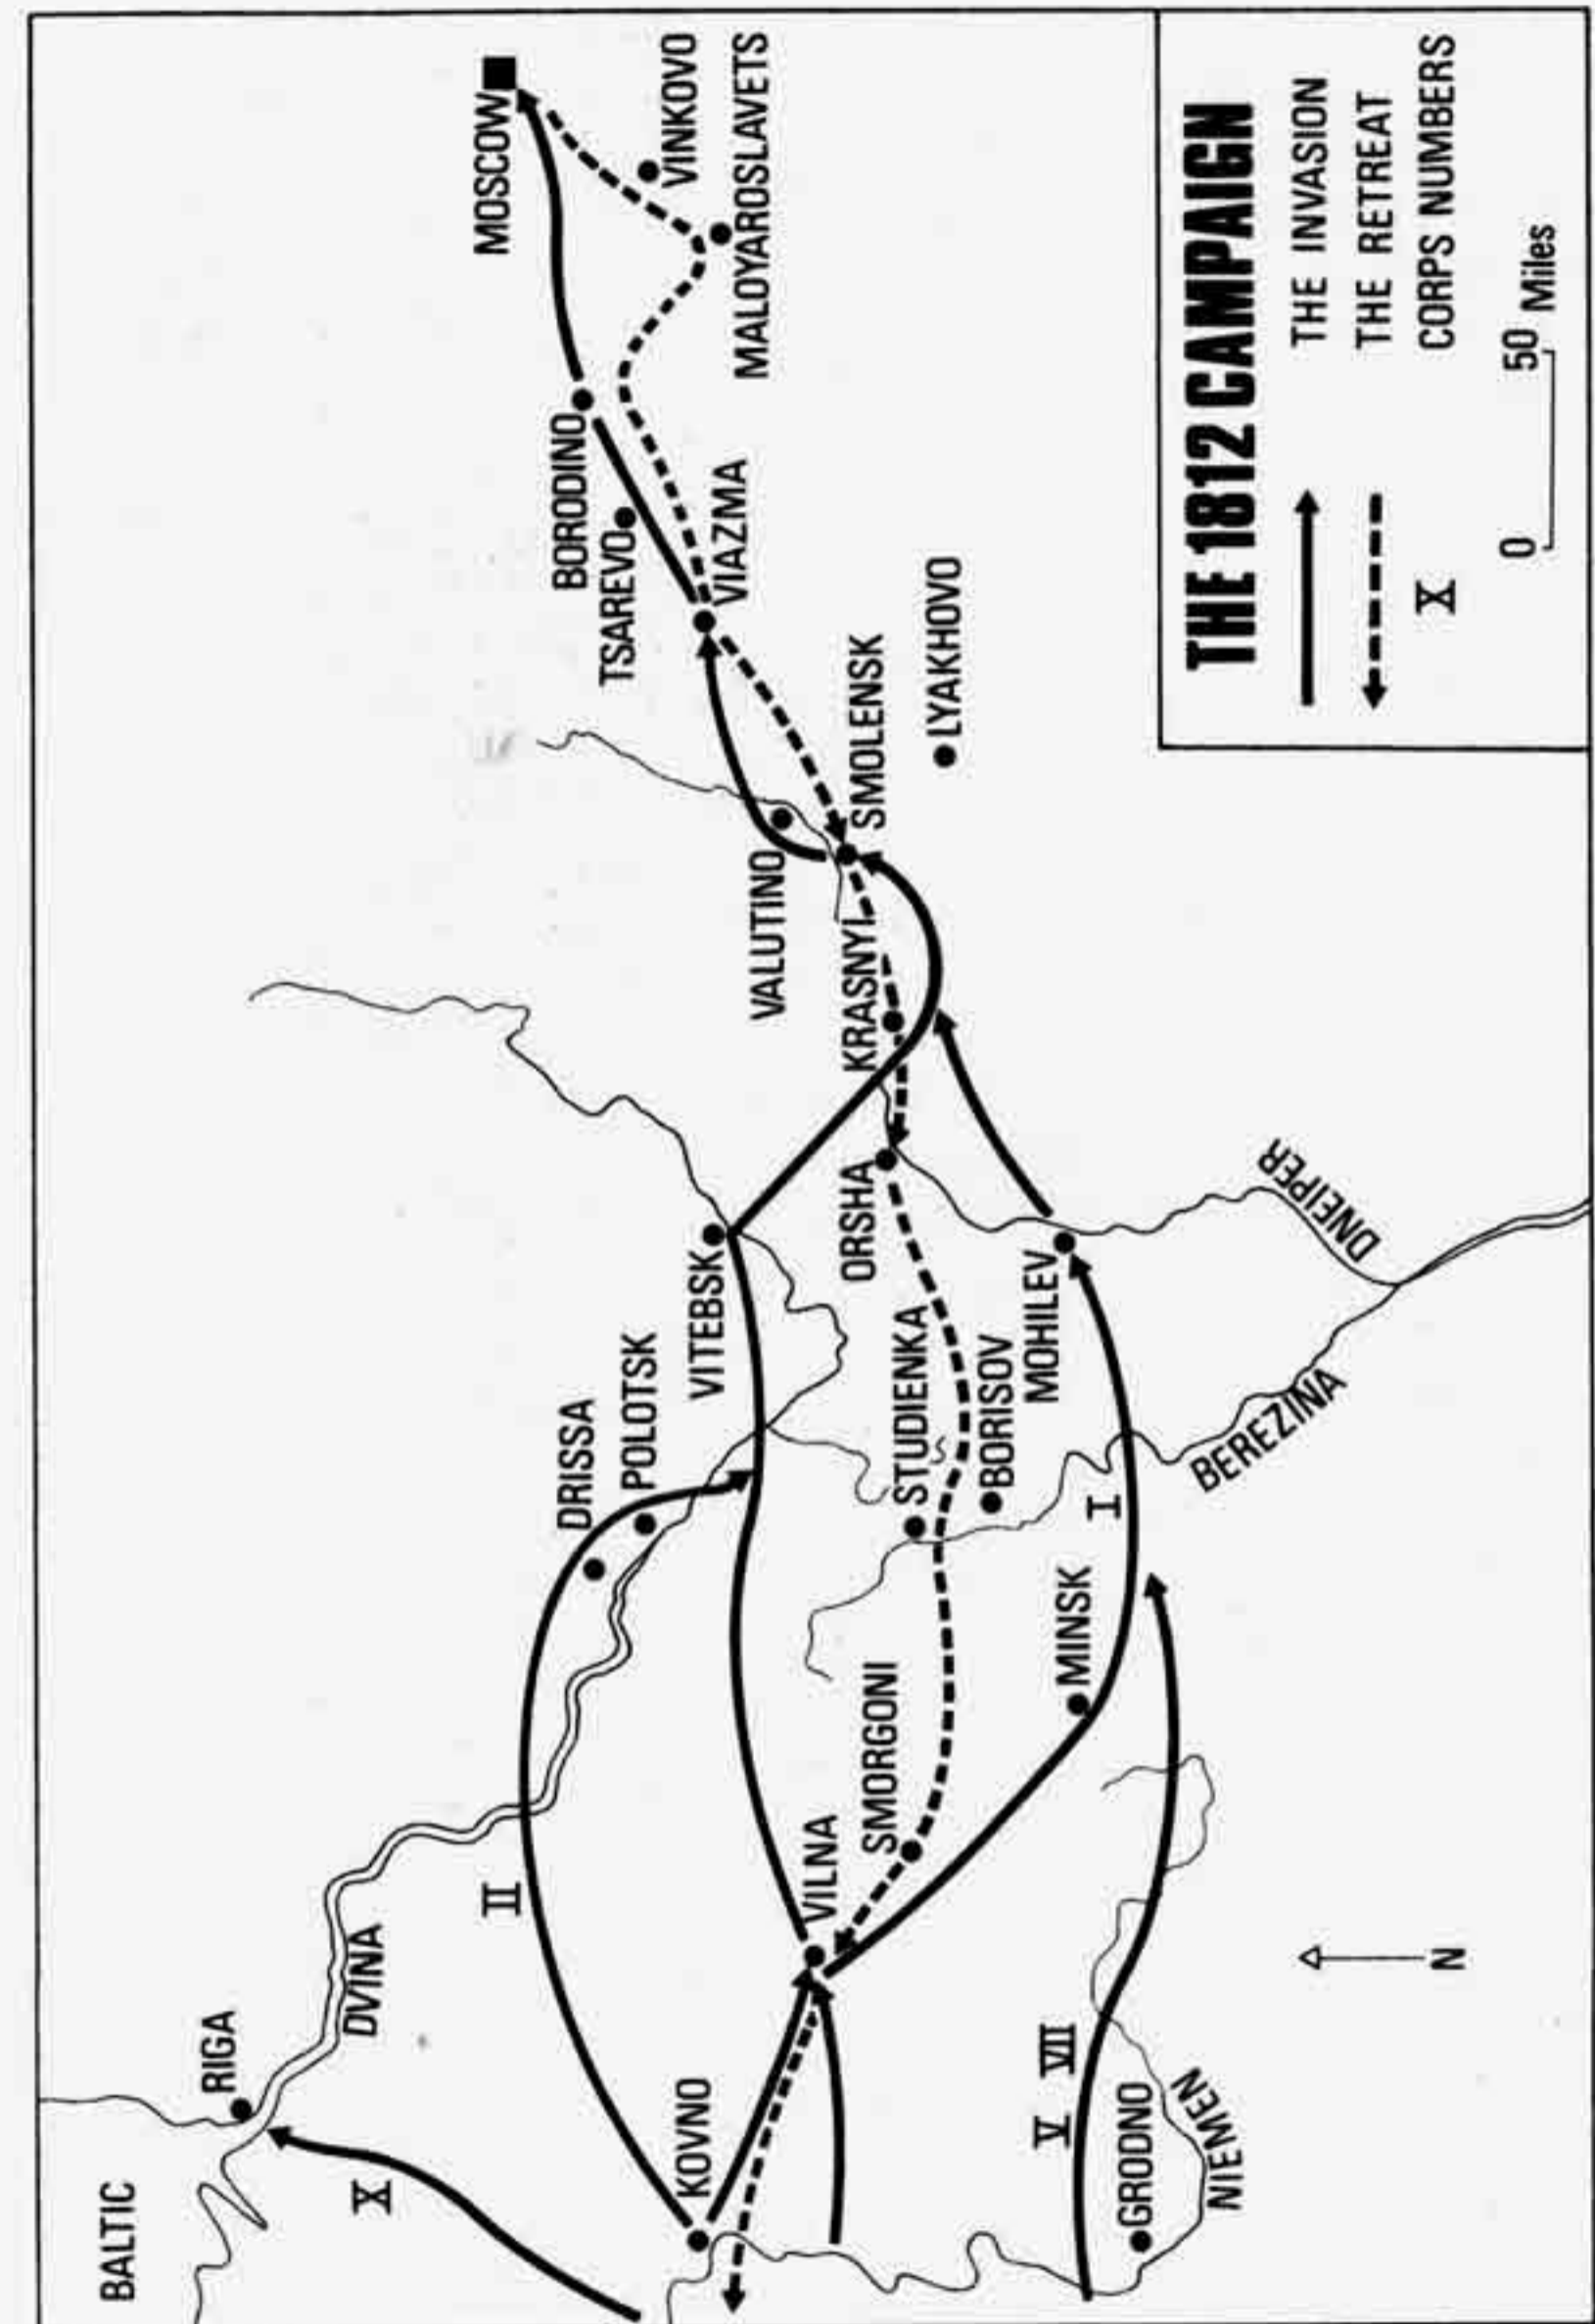 BALTIC
RIGA
X
DVINA
II
KOVNO
VILNA
SMORGONI
V VII
GRODNO
NIEMEN
MINSK
I
DRISSA
POLOTSK
VITEBSK
STUDIENKA
BORISOV
MOHILEV
BEREZINA
DNEIPER
ORSHA
KRASNYI
VALUTINO
SMOLENSK
LYAKHOVO
VIAZMA
TSAREVO
BORODINO
MOSCOW
VINKOVO
MALOYAROSLAVETS
N
THE 1812 CAMPAIGN
THE INVASION
THE RETREAT
X CORPS NUMBERS
0 50 Miles